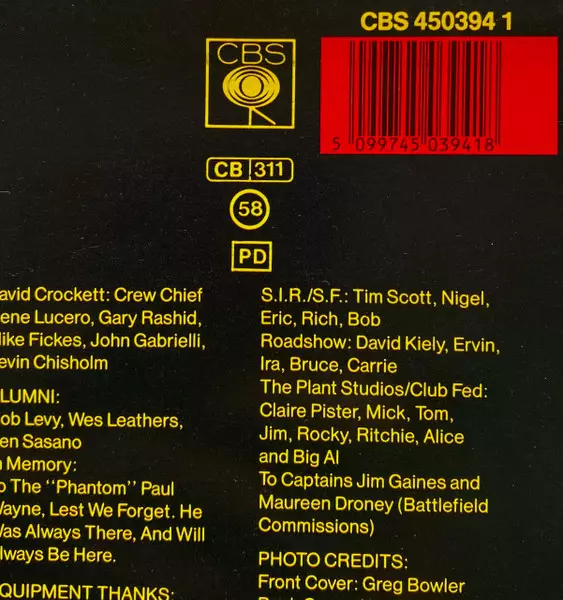 CBS 450394 1
CBS
5 099745 039418
CB 311
58
PD
avid Crockett: Crew Chief
ene Lucero, Gary Rashid,
like Fickes, John Gabrielli,
evin Chisholm
LUMNI:
ob Levy, Wes Leathers,
en Sasano
n Memory:
o The "Phantom" Paul
Vayne, Lest We Forget. He
Was Always There, And Will
lways Be Here.
QUIPMENT THANKS:
S.I.R./S.F.: Tim Scott, Nigel,
Eric, Rich, Bob
Roadshow: David Kiely, Ervin,
Ira, Bruce, Carrie
The Plant Studios/Club Fed:
Claire Pister, Mick, Tom,
Jim, Rocky, Ritchie, Alice
and Big Al
To Captains Jim Gaines and
Maureen Droney (Battlefield
Commissions)
PHOTO CREDITS:
Front Cover: Greg Bowler